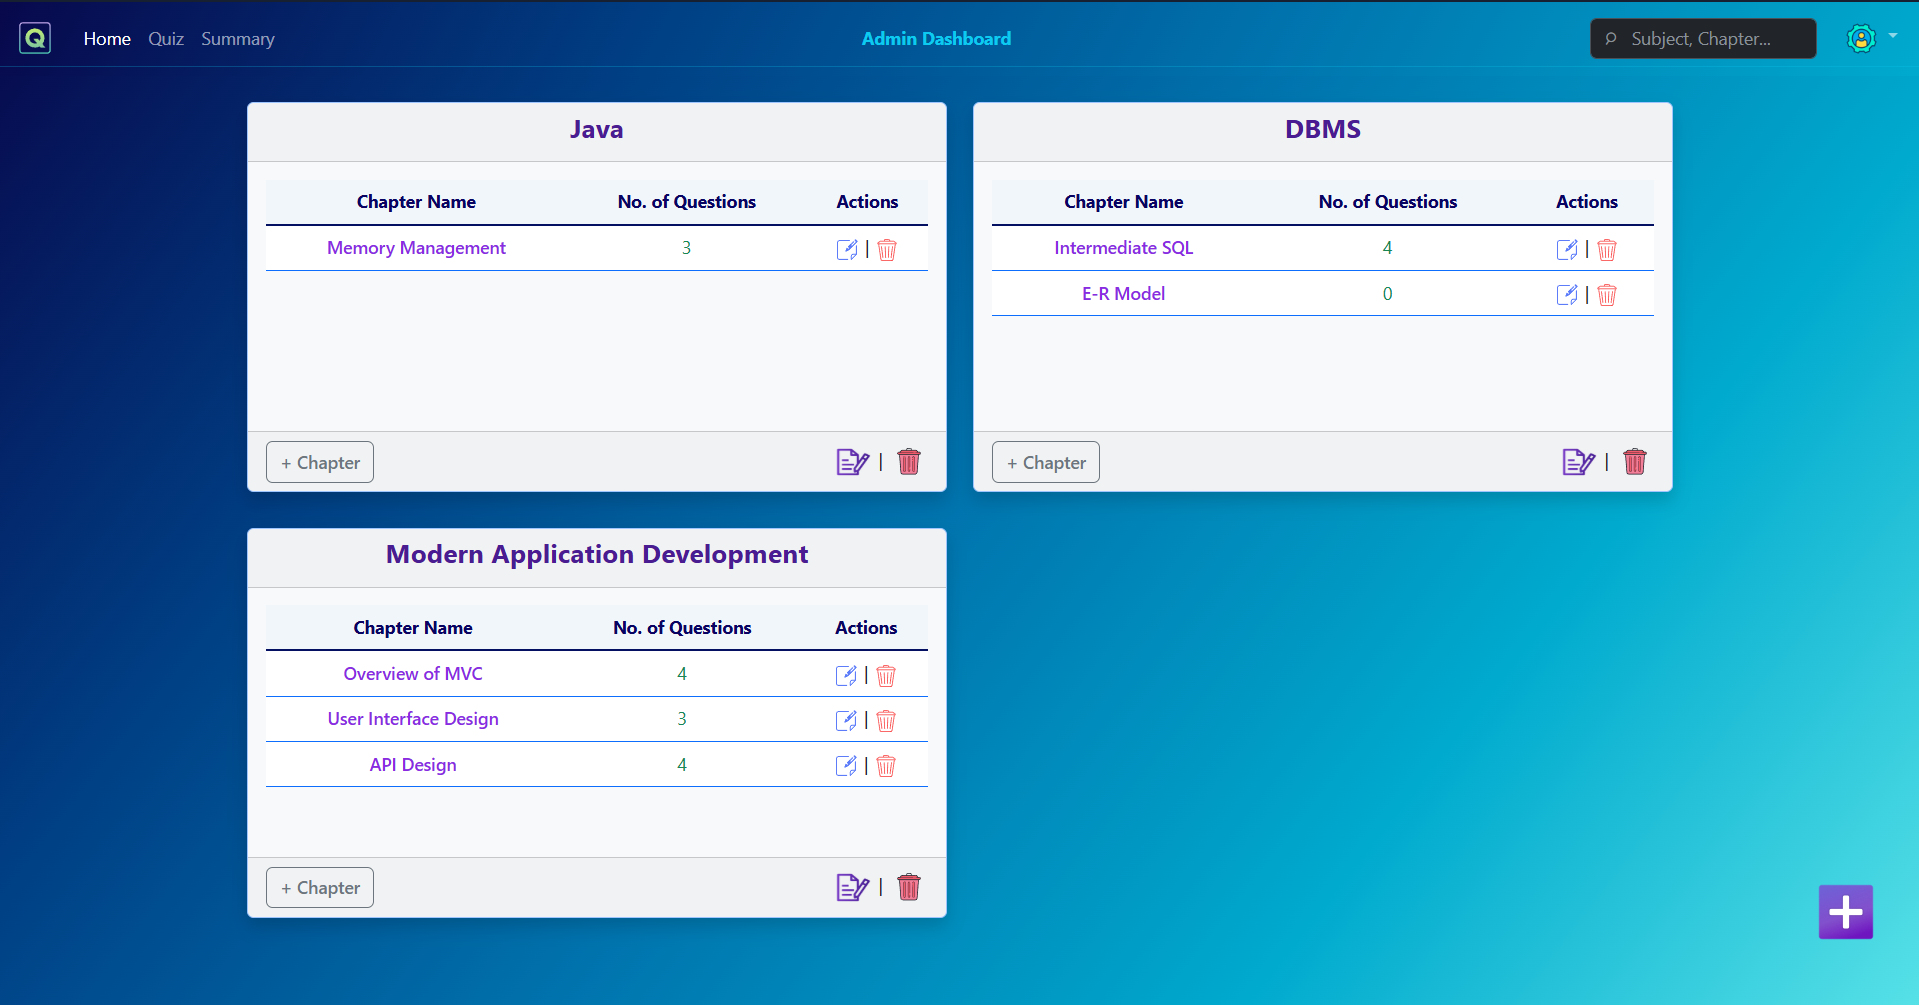 Q Home Quiz Summary Admin Dashboard Subject, Chapter...
Java
Chapter Name No. of Questions Actions
Memory Management 3 |
+ Chapter |
DBMS
Chapter Name No. of Questions Actions
Intermediate SQL 4 |
E-R Model 0 |
+ Chapter |
Modern Application Development
Chapter Name No. of Questions Actions
Overview of MVC 4 |
User Interface Design 3 |
API Design 4 |
+ Chapter |